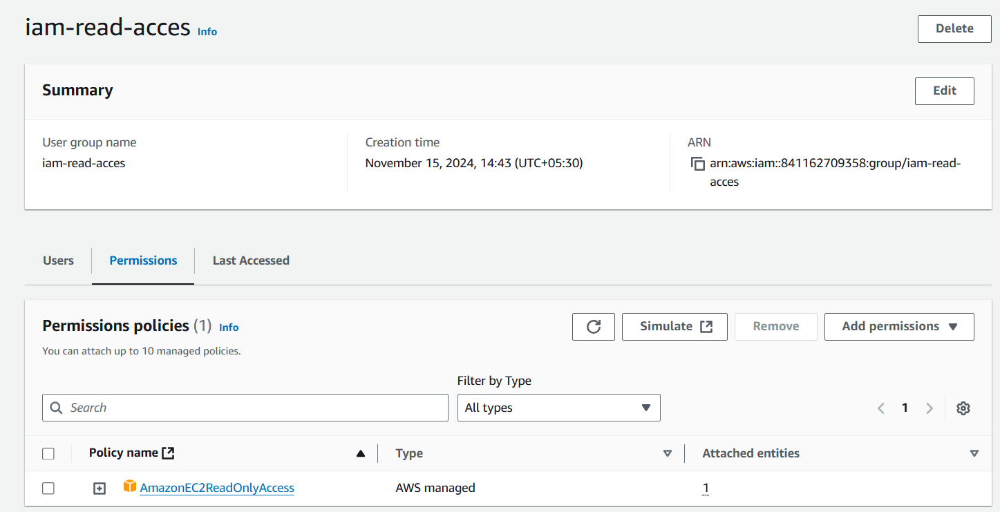 iam-read-acces Info
Delete
Summary
Edit
User group name
iam-read-acces
Creation time
November 15, 2024, 14:43 (UTC+05:30)
ARN
arn:aws:iam::841162709358:group/iam-read-
acces
Users
Permissions
Last Accessed
Permissions policies (1) Info
You can attach up to 10 managed policies.
Simulate
Remove
Add permissions
Filter by Type
Search
All types
1
Policy name
Type
Attached entities
AmazonEC2ReadOnlyAccess
AWS managed
1